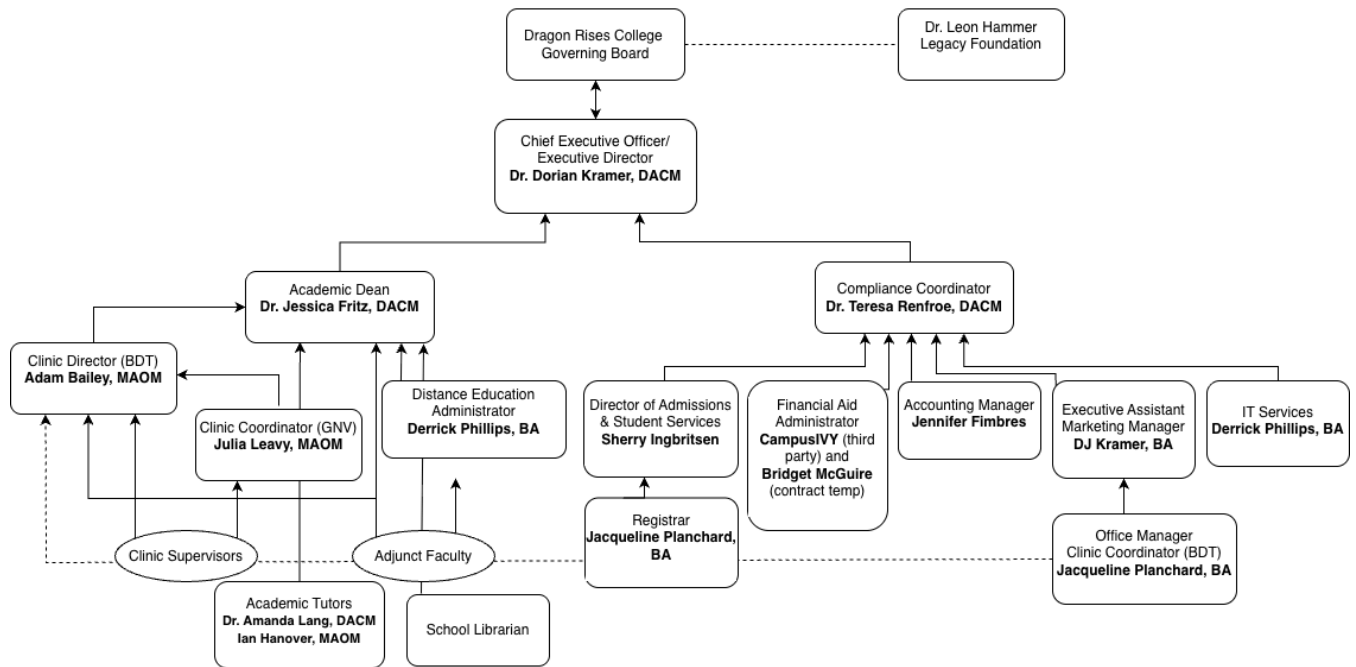 Dragon Rises College
Governing Board
Dr. Leon Hammer
Legacy Foundation
Chief Executive Officer/
Executive Director
Dr. Dorian Kramer, DACM
Academic Dean
Dr. Jessica Fritz, DACM
Compliance Coordinator
Dr. Teresa Renfroe, DACM
Clinic Director (BDT)
Adam Bailey, MAOM
Clinic Coordinator (GNV)
Julia Leavy, MAOM
Distance Education
Administrator
Derrick Phillips, BA
Director of Admissions
& Student Services
Sherry Ingbritsen
Financial Aid
Administrator
CampusIVY (third
party) and
Bridget McGuire
(contract temp)
Accounting Manager
Jennifer Fimbres
Executive Assistant
Marketing Manager
DJ Kramer, BA
IT Services
Derrick Phillips, BA
Clinic Supervisors
Adjunct Faculty
Registrar
Jacqueline Planchard,
BA
Office Manager
Clinic Coordinator (BDT)
Jacqueline Planchard, BA
Academic Tutors
Dr. Amanda Lang, DACM
Ian Hanover, MAOM
School Librarian